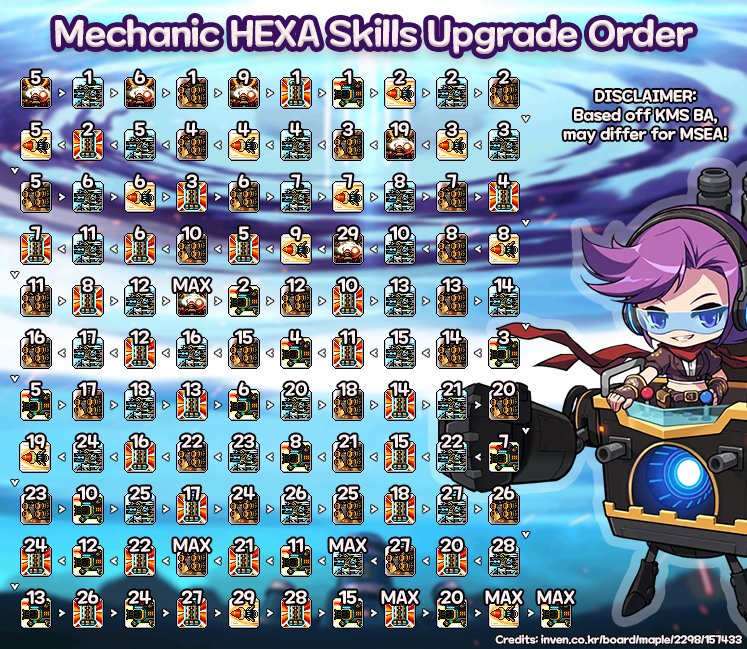 Mechanic HEXA Skills Upgrade Order
5 > 1 > 6 > 1 > 9 > 1 > 1 > 2 > 2 > 2
DISCLAIMER:
Based off KMS BA,
may differ for MSEA!
5 < 2 < 5 < 4 < 4 < 4 < 3 < 19 < 3 < 3
5 > 6 > 6 > 3 > 6 > 7 > 7 > 8 > 7 > 4
7 < 11 < 6 < 10 < 5 < 9 < 29 < 10 < 8 < 8
11 > 8 > 12 > MAX > 2 > 12 > 10 > 13 > 13 > 14
16 < 17 < 12 < 16 < 15 < 4 < 11 < 15 < 14 < 3
5 > 17 > 18 > 13 > 6 > 20 > 18 > 14 > 21 > 20
19 < 24 < 16 < 22 < 23 < 8 < 21 < 15 < 22 < 7
23 > 10 > 25 > 17 > 24 > 26 > 25 > 18 > 27 > 26
24 < 12 < 22 < MAX < 21 < 11 < MAX < 27 < 20 < 28
13 > 26 > 24 > 27 > 29 > 28 > 15 > MAX > 20 > MAX > MAX
Credits: inven.co.kr/board/maple/2298/157433